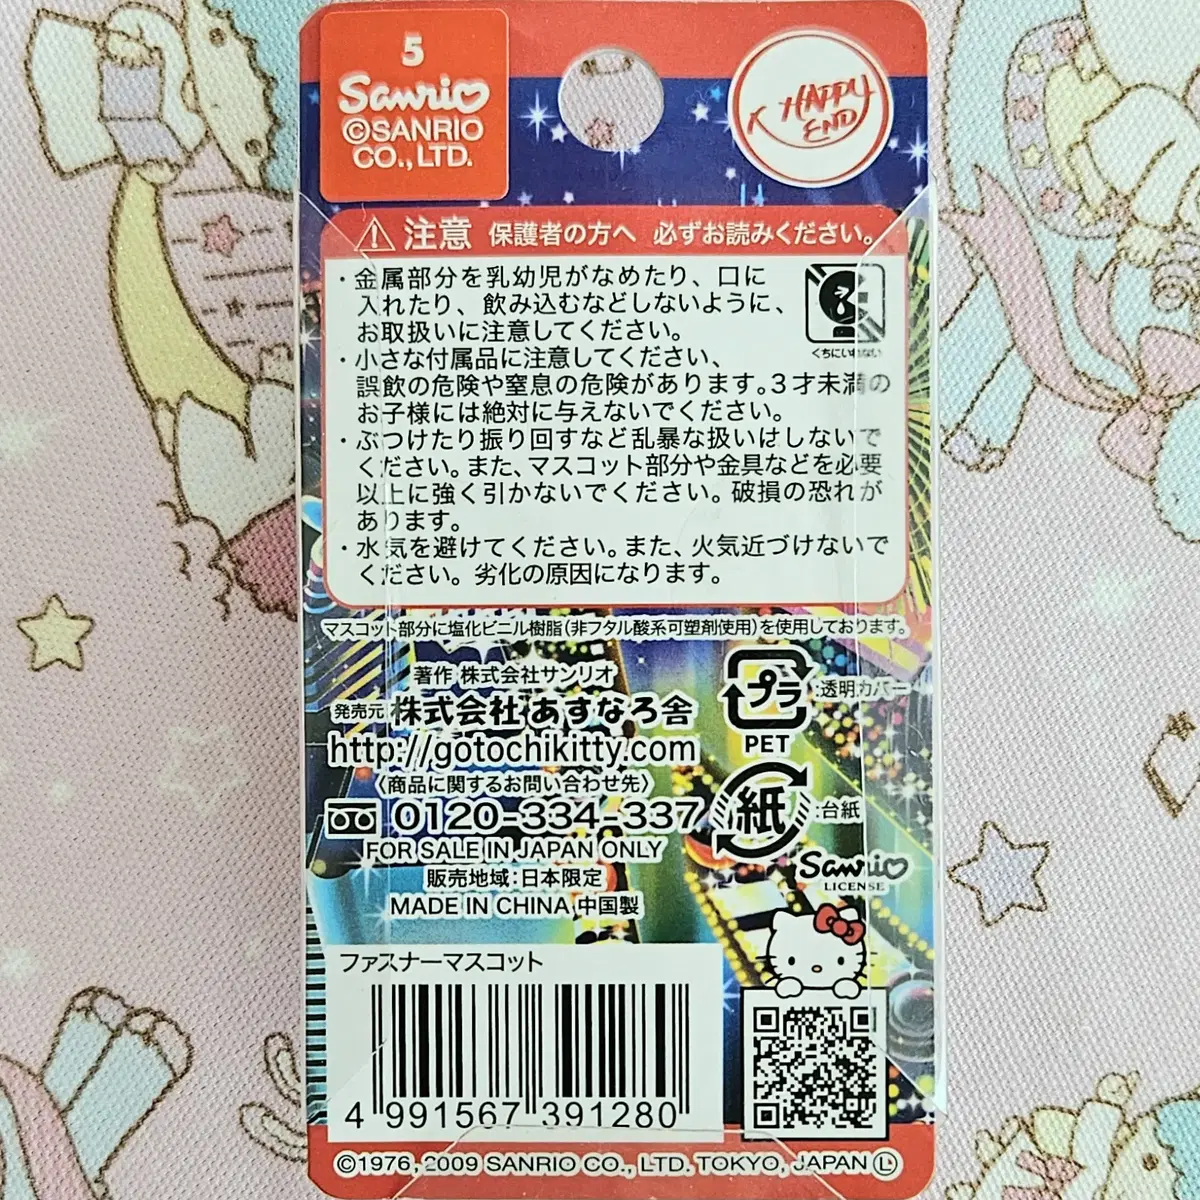 5
Sanrio
©SANRIO
CO.,LTD.
HAPPY
END
注意 保護者の方へ 必ずお読みください。
・金属部分を乳幼児がなめたり、口に
入れたり、飲み込むなどしないように、
お取扱いに注意してください。
くちにいれない
・小さな付属品に注意してください、
誤飲の危険や窒息の危険があります。3才未満の
お子様には絶対に与えないでください。
・ぶつけたり振り回すなど乱暴な扱いはしないで
ください。また、マスコット部分や金具などを必要
以上に強く引かないでください。破損の恐れが
あります。
・水気を避けてください。また、火気近づけないで
ください。劣化の原因になります。
マスコット部分に塩化ビニル樹脂(非フタル酸系可塑剤使用)を使用しております。
著作 株式会社サンリオ
発売元 株式会社 あすなろ舎
http://gotochikitty.com
〈商品に関するお問い合わせ先〉
0120-334-337
FOR SALE IN JAPAN ONLY
販売地域:日本限定
MADE IN CHINA 中国製
プラ :透明カバー
PET
紙 :台紙
Sanrio
LICENSE
ファスナーマスコット
4 991567 391280
©1976, 2009 SANRIO CO., LTD. TOKYO, JAPAN Ⓛ